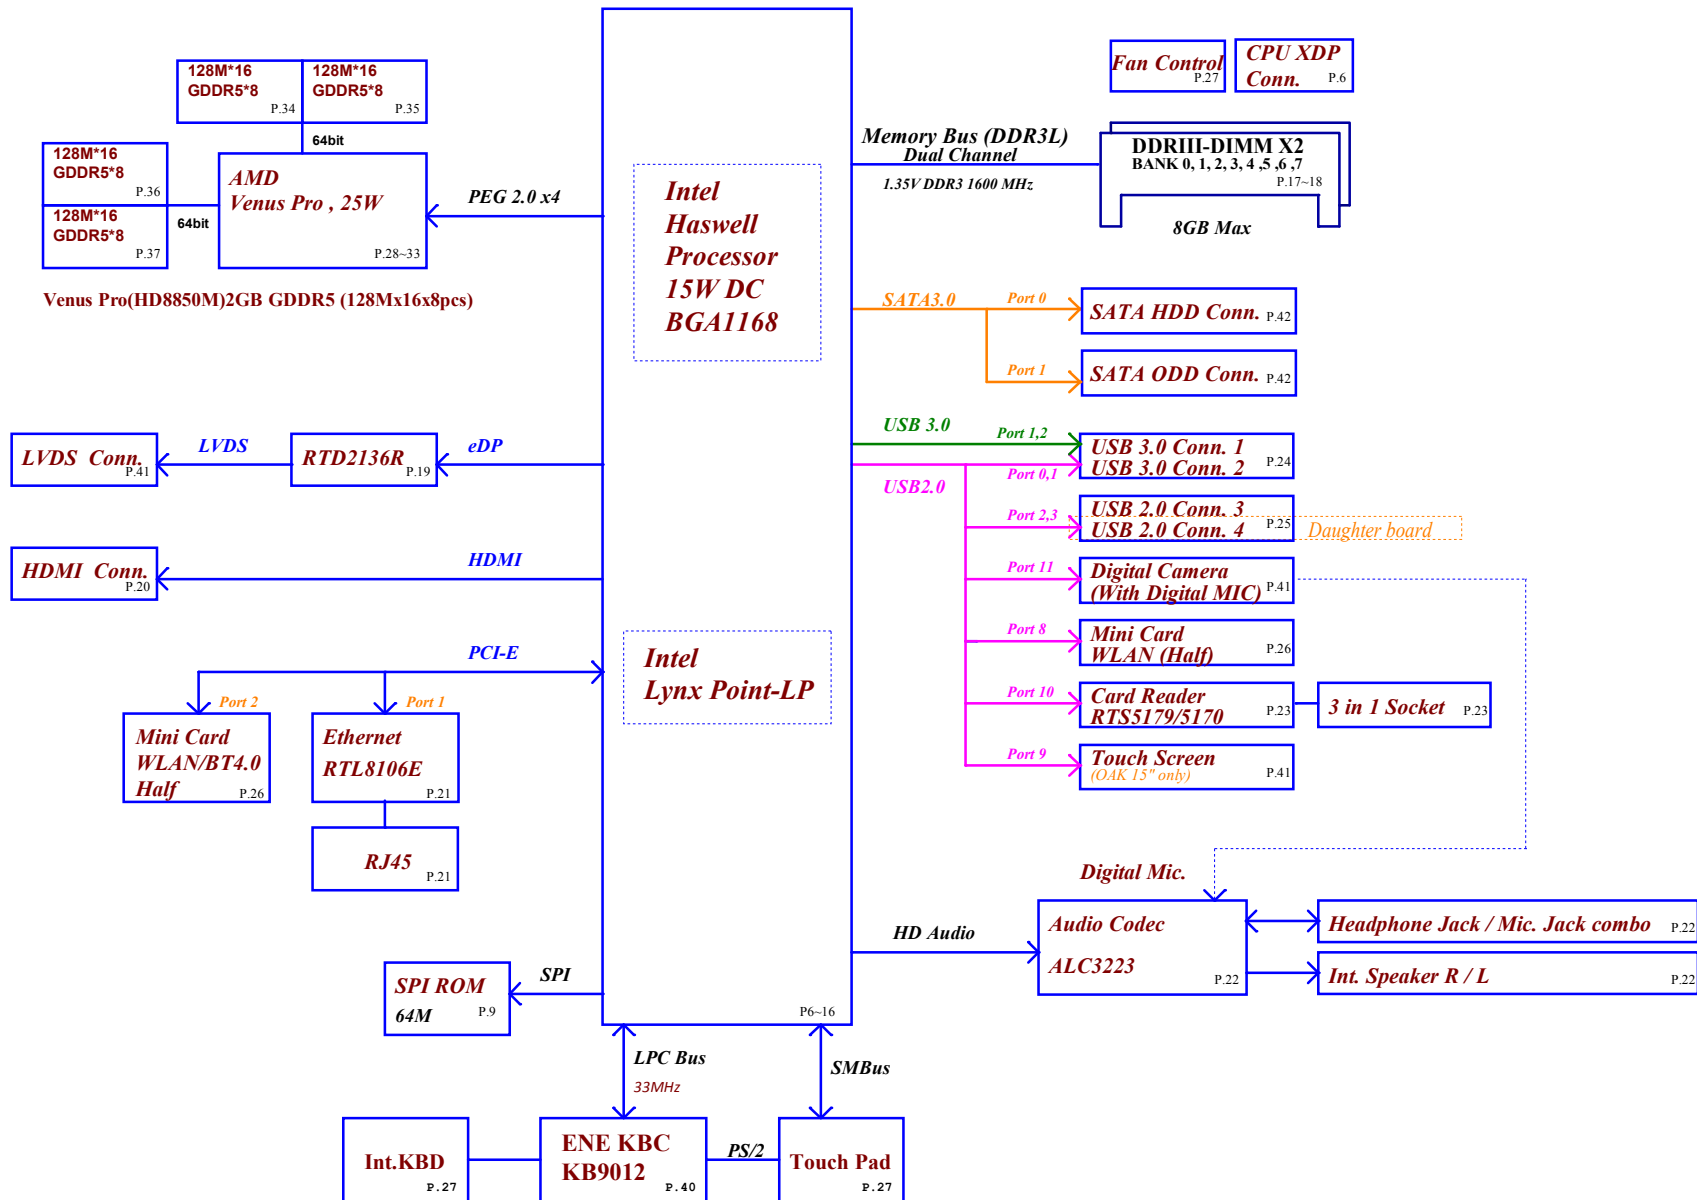 Fan Control
P.27
CPU XDP
Conn.
P.6
128M*16
GDDR5*8
P.34
128M*16
GDDR5*8
P.35
64bit
128M*16
GDDR5*8
P.36
128M*16
GDDR5*8
P.37
64bit
AMD
Venus Pro , 25W
P.28~33
PEG 2.0 x4
Venus Pro(HD8850M)2GB GDDR5 (128Mx16x8pcs)
Intel
Haswell
Processor
15W DC
BGA1168
Memory Bus (DDR3L)
Dual Channel
1.35V DDR3 1600 MHz
DDRIII-DIMM X2
BANK 0, 1, 2, 3, 4 ,5 ,6 ,7
P.17~18
8GB Max
SATA3.0
Port 0
SATA HDD Conn.
P.42
Port 1
SATA ODD Conn.
P.42
USB 3.0
Port 1,2
USB 3.0 Conn. 1
USB 3.0 Conn. 2
P.24
USB2.0
Port 0,1
Port 2,3
USB 2.0 Conn. 3
USB 2.0 Conn. 4
P.25
Daughter board
Port 11
Digital Camera
(With Digital MIC)
P.41
Port 8
Mini Card
WLAN (Half)
P.26
Port 10
Card Reader
RTS5179/5170
P.23
3 in 1 Socket
P.23
Port 9
Touch Screen
(OAK 15" only)
P.41
LVDS Conn.
P.41
LVDS
RTD2136R
P.19
eDP
HDMI Conn.
P.20
HDMI
PCI-E
Intel
Lynx Point-LP
Port 2
Port 1
Mini Card
WLAN/BT4.0
Half
P.26
Ethernet
RTL8106E
P.21
RJ45
P.21
Digital Mic.
HD Audio
Audio Codec
ALC3223
P.22
Headphone Jack / Mic. Jack combo
P.22
Int. Speaker R / L
P.22
SPI ROM
64M
P.9
SPI
P6~16
LPC Bus
33MHz
SMBus
Int.KBD
P.27
ENE KBC
KB9012
P.40
PS/2
Touch Pad
P.27